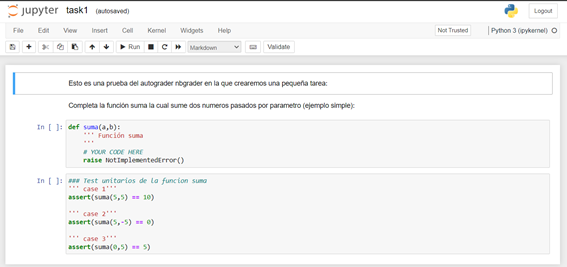 jupyter task1 (autosaved)
Logout
File Edit View Insert Cell Kernel Widgets Help
Not Trusted
Python 3 (ipykernel)
Run
Markdown
Validate
Esto es una prueba del autograder nbgrader en la que crearemos una pequeña tarea:
Completa la función suma la cual sume dos numeros pasados por parametro (ejemplo simple):
In [ ]: def suma(a,b):
''' Función suma
'''
# YOUR CODE HERE
raise NotImplementedError()
In [ ]: ### Test unitarios de la funcion suma
''' case 1'''
assert(suma(5,5) == 10)
''' case 2'''
assert(suma(5,-5) == 0)
''' case 3'''
assert(suma(0,5) == 5)